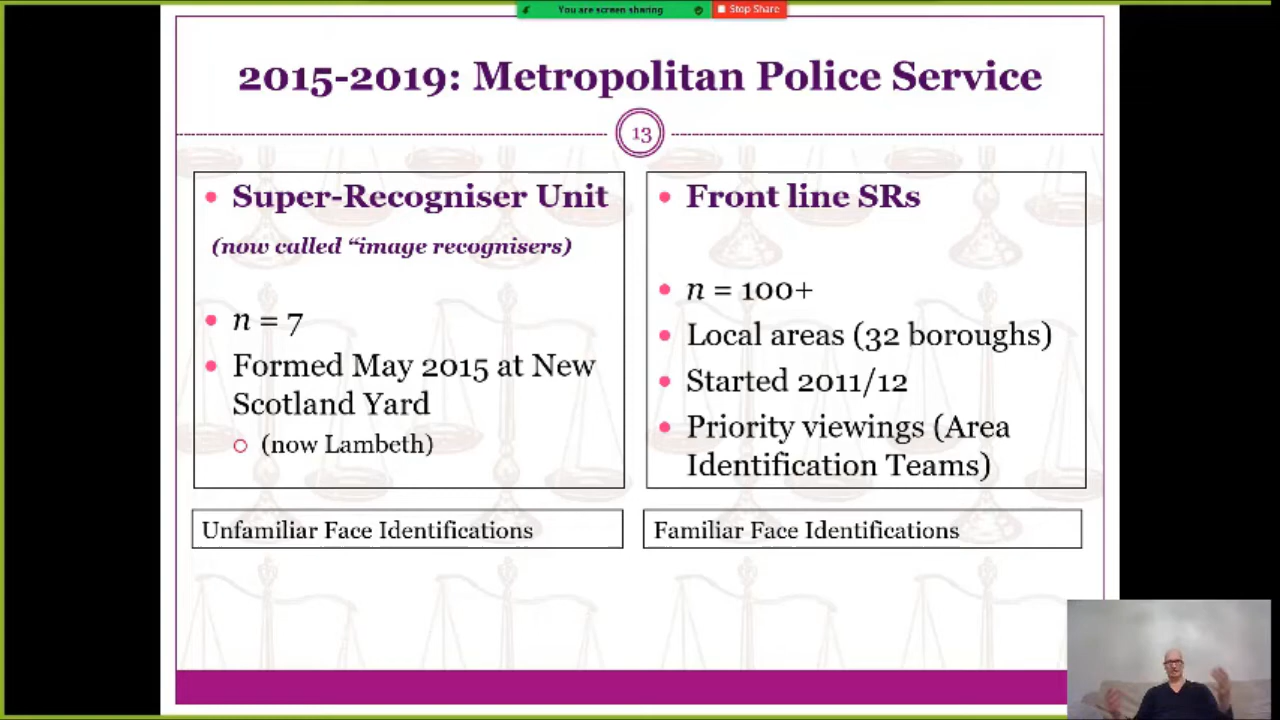 You are screen sharing
Stop Share
2015-2019: Metropolitan Police Service
13
Super-Recogniser Unit
(now called “image recognisers)
n = 7
Formed May 2015 at New
Scotland Yard
(now Lambeth)
Unfamiliar Face Identifications
Front line SRs
n = 100+
Local areas (32 boroughs)
Started 2011/12
Priority viewings (Area
Identification Teams)
Familiar Face Identifications